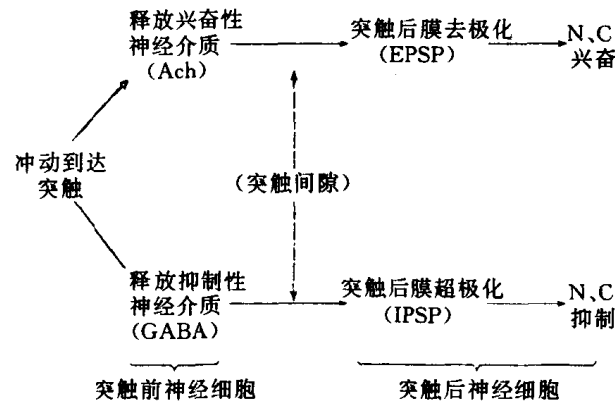 释放兴奋性
神经介质
(Ach)
突触后膜去极化
(EPSP)
N、C
兴奋
冲动到达
突触
(突触间隙)
释放抑制性
神经介质
(GABA)
突触后膜超极化
(IPSP)
N、C
抑制
突触前神经细胞
突触后神经细胞